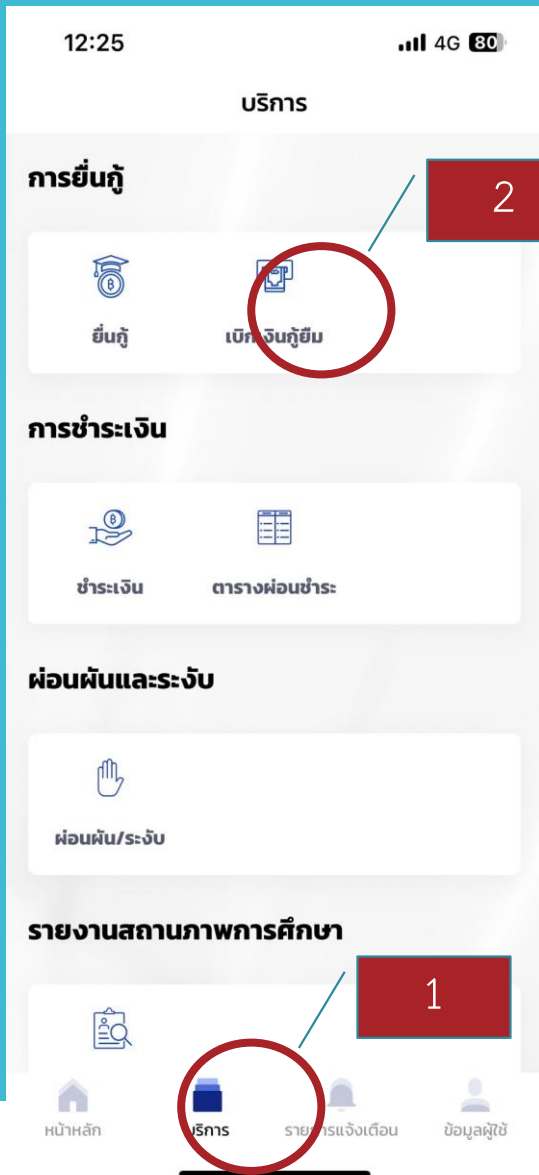 12:25 4G 80
บริการ
การยื่นกู้
2
ยื่นกู้ เบิกเงินกู้ยืม
การชำระเงิน
ชำระเงิน ตารางผ่อนชำระ
ผ่อนผันและระงับ
ผ่อนผัน/ระงับ
รายงานสถานภาพการศึกษา
1
หน้าหลัก บริการ รายการแจ้งเตือน ข้อมูลผู้ใช้